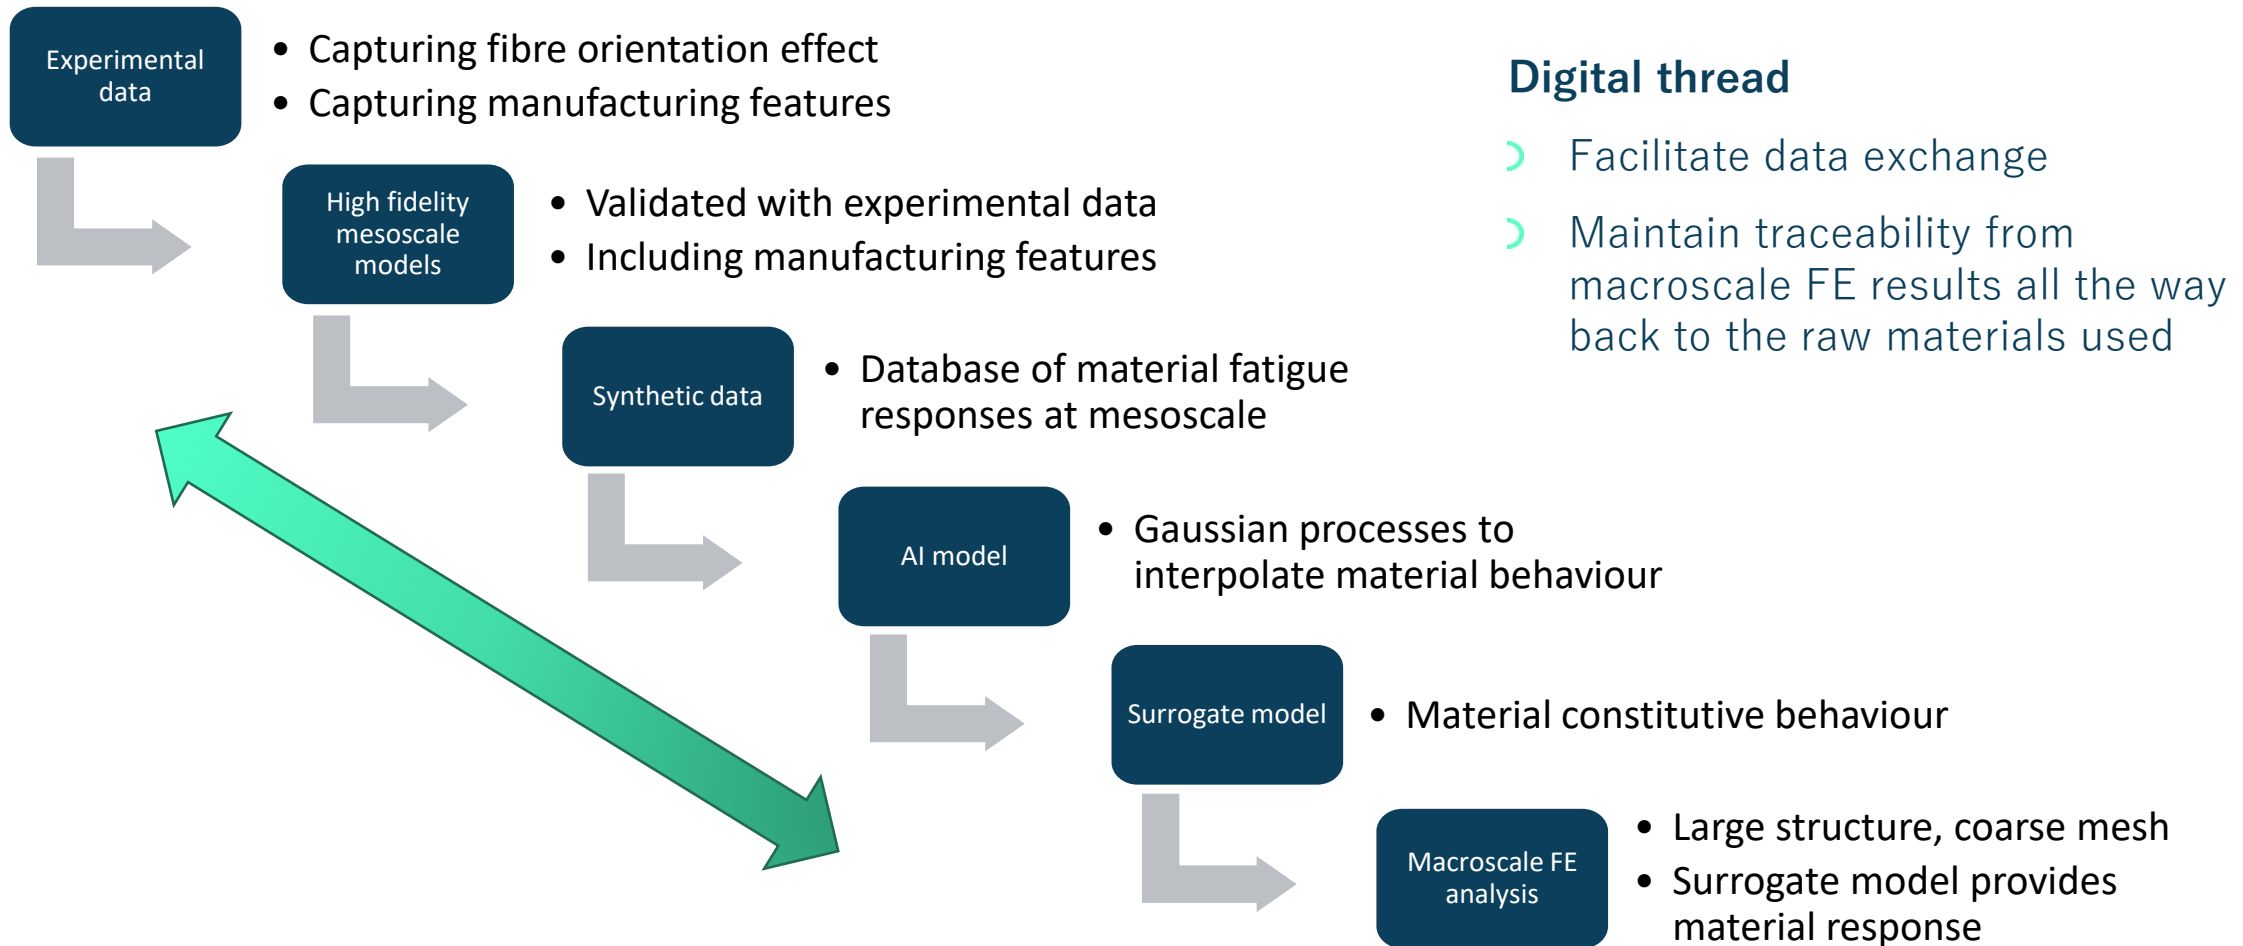 Experimental
data
• Capturing fibre orientation effect
• Capturing manufacturing features
Digital thread
Facilitate data exchange
Maintain traceability from
macroscale FE results all the way
back to the raw materials used
High fidelity
mesoscale
models
• Validated with experimental data
• Including manufacturing features
Synthetic data
• Database of material fatigue
responses at mesoscale
AI model
• Gaussian processes to
interpolate material behaviour
Surrogate model
• Material constitutive behaviour
Macroscale FE
analysis
• Large structure, coarse mesh
• Surrogate model provides
material response